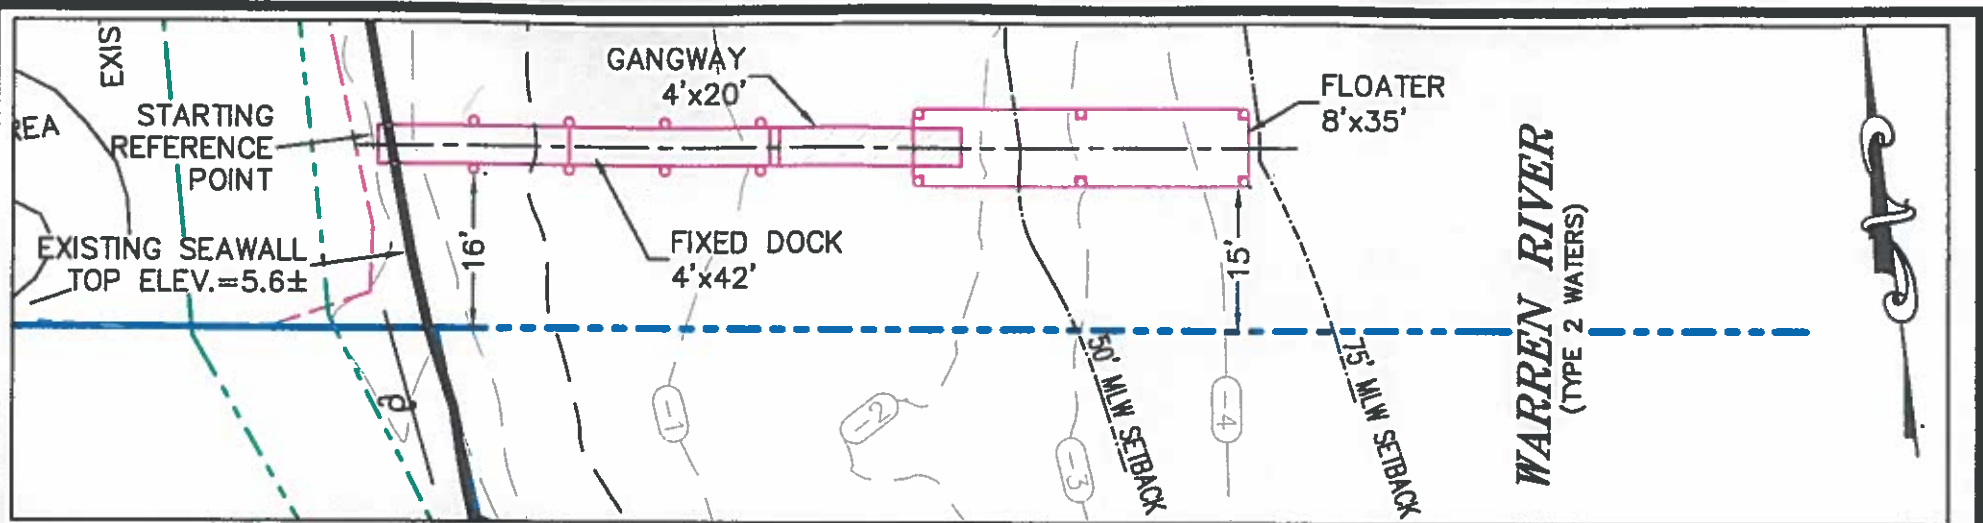 EXIS
REA
STARTING
REFERENCE
POINT
EXISTING SEAWALL
TOP ELEV.=5.6±
GANGWAY
4'x20'
FLOATER
8'x35'
FIXED DOCK
4'x42'
16'
15'
-1
-2
-3
-4
50' MLW SETBACK
75' MLW SETBACK
WARREN RIVER
(TYPE 2 WATERS)